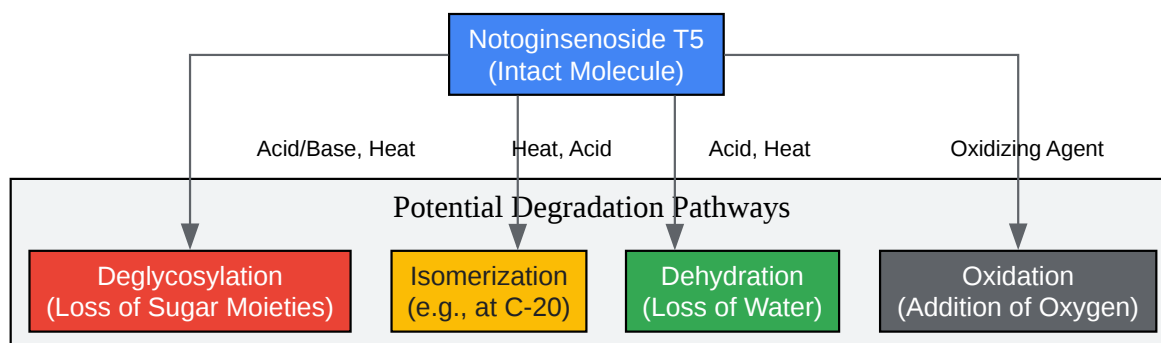 Notoginsenoside T5
(Intact Molecule)
Acid/Base, Heat
Heat, Acid
Acid, Heat
Oxidizing Agent
Potential Degradation Pathways
Deglycosylation
(Loss of Sugar Moieties)
Isomerization
(e.g., at C-20)
Dehydration
(Loss of Water)
Oxidation
(Addition of Oxygen)